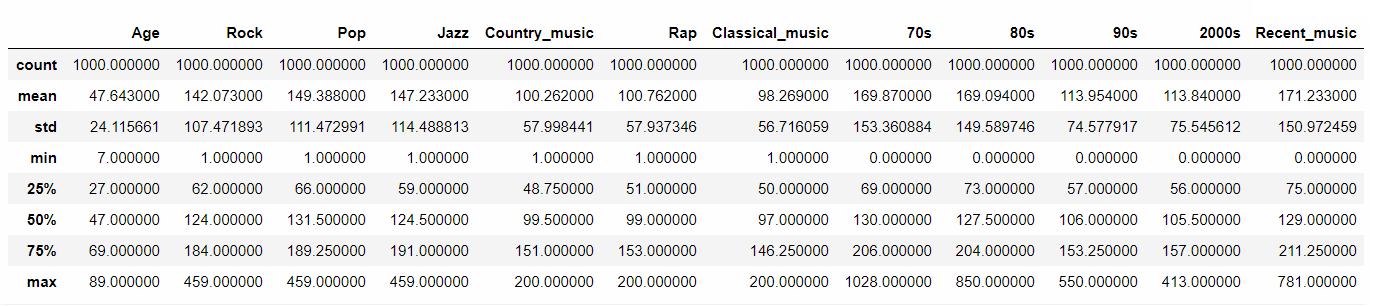 Age Rock Pop Jazz Country_music Rap Classical_music 70s 80s 90s 2000s Recent_music
count 1000.000000 1000.000000 1000.000000 1000.000000 1000.000000 1000.000000 1000.000000 1000.000000 1000.000000 1000.000000 1000.000000 1000.000000
mean 47.643000 142.073000 149.388000 147.233000 100.262000 100.762000 98.269000 169.870000 169.094000 113.954000 113.840000 171.233000
std 24.115661 107.471893 111.472991 114.488813 57.998441 57.937346 56.716059 153.360884 149.589746 74.577917 75.545612 150.972459
min 7.000000 1.000000 1.000000 1.000000 1.000000 1.000000 1.000000 0.000000 0.000000 0.000000 0.000000 0.000000
25% 27.000000 62.000000 66.000000 59.000000 48.750000 51.000000 50.000000 69.000000 73.000000 57.000000 56.000000 75.000000
50% 47.000000 124.000000 131.500000 124.500000 99.500000 99.000000 97.000000 130.000000 127.500000 106.000000 105.500000 129.000000
75% 69.000000 184.000000 189.250000 191.000000 151.000000 153.000000 146.250000 206.000000 204.000000 153.250000 157.000000 211.250000
max 89.000000 459.000000 459.000000 459.000000 200.000000 200.000000 200.000000 1028.000000 850.000000 550.000000 413.000000 781.000000